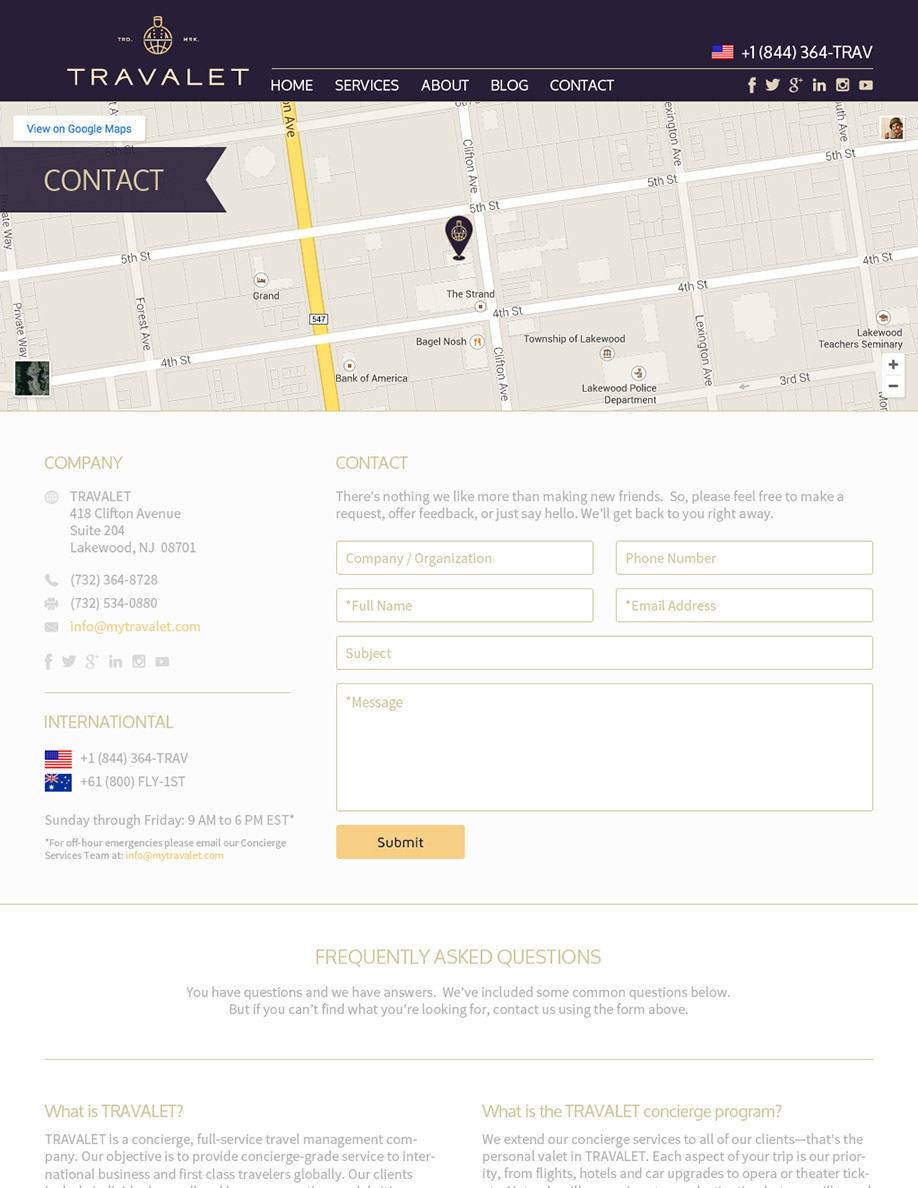 TRD. MRK.
TRAVALET
+1 (844) 364-TRAV
HOME SERVICES ABOUT BLOG CONTACT
View on Google Maps
CONTACT
5th St
5th St
5th St
5th St
Clifton Ave
Lexington Ave
Private Way
Grand
547
The Strand
4th St
4th St
4th St
4th St
Private Way
Forest Ave
Bagel Nosh
Township of Lakewood
Clifton Ave
Lexington Ave
Lakewood
Teachers Seminary
Bank of America
Lakewood Police
Department
3rd St
COMPANY
TRAVALET
418 Clifton Avenue
Suite 204
Lakewood, NJ 08701
(732) 364-8728
(732) 534-0880
info@mytravalet.com
INTERNATIONTAL
+1 (844) 364-TRAV
+61 (800) FLY-1ST
Sunday through Friday: 9 AM to 6 PM EST*
*For off-hour emergencies please email our Concierge
Services Team at: info@mytravalet.com
CONTACT
There's nothing we like more than making new friends. So, please feel free to make a
request, offer feedback, or just say hello. We'll get back to you right away.
Company / Organization
Phone Number
*Full Name
*Email Address
Subject
*Message
Submit
FREQUENTLY ASKED QUESTIONS
You have questions and we have answers. We've included some common questions below.
But if you can't find what you're looking for, contact us using the form above.
What is TRAVALET?
TRAVALET is a concierge, full-service travel management com-
pany. Our objective is to provide concierge-grade service to inter-
national business and first class travelers globally. Our clients
What is the TRAVALET concierge program?
We extend our concierge services to all of our clients—that's the
personal valet in TRAVALET. Each aspect of your trip is our prior-
ity, from flights, hotels and car upgrades to opera or theater tick-